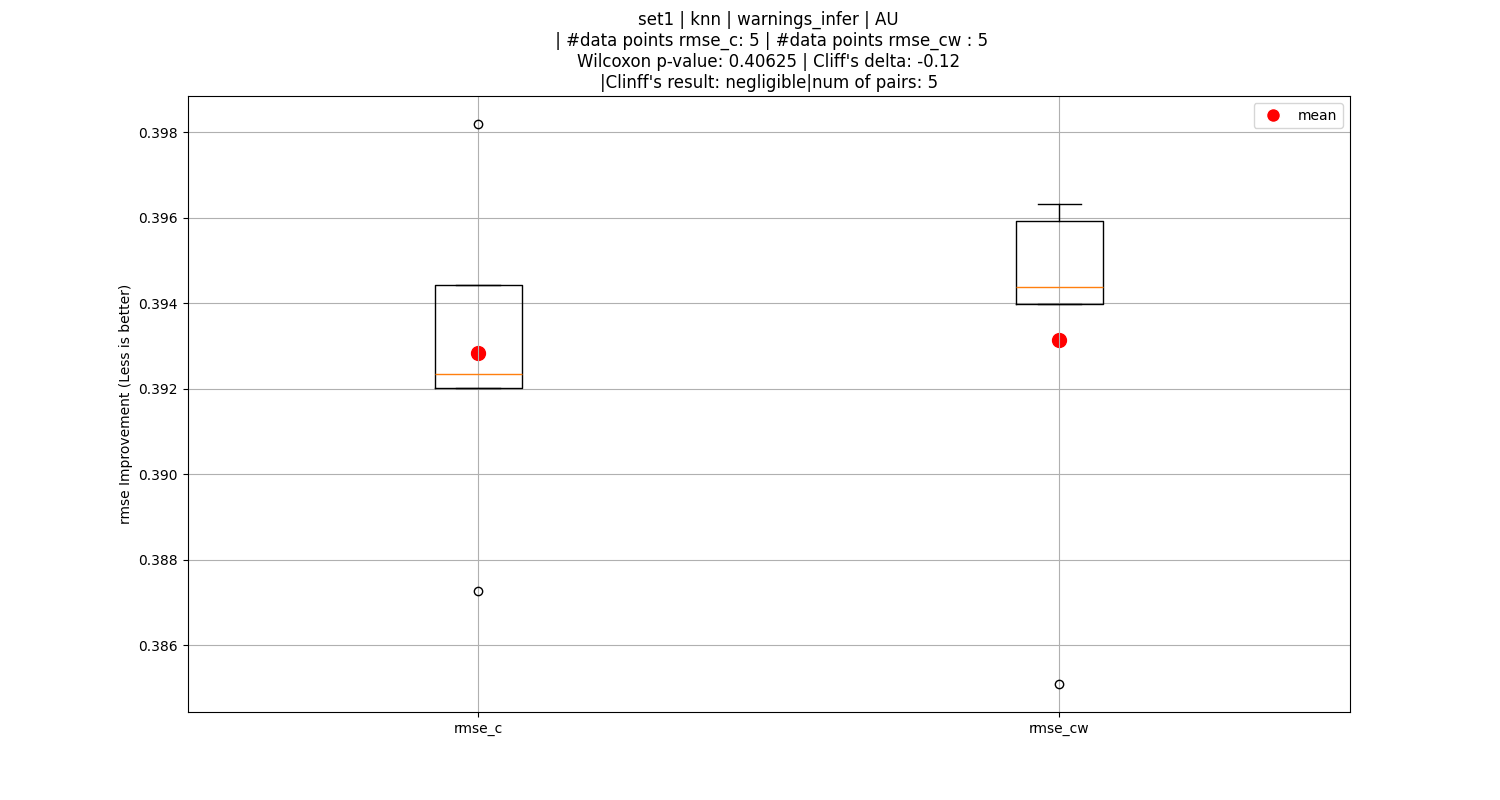 set1 | knn | warnings_infer | AU
| #data points rmse_c: 5 | #data points rmse_cw : 5
Wilcoxon p-value: 0.40625 | Cliff's delta: -0.12
|Clinff's result: negligible|num of pairs: 5
mean
rmse Improvement (Less is better)
0.398
0.396
0.394
0.392
0.390
0.388
0.386
rmse_c
rmse_cw